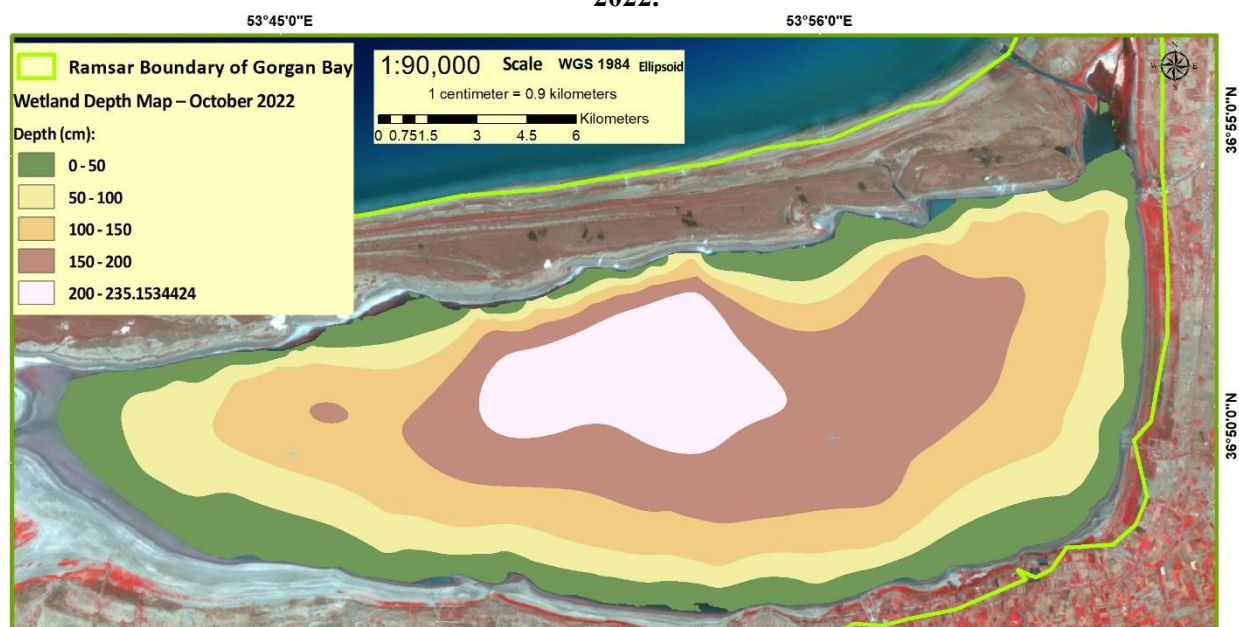 2022.
53°45'0"E
53°56'0"E
Ramsar Boundary of Gorgan Bay
Wetland Depth Map – October 2022
Depth (cm):
0 - 50
50 - 100
100 - 150
150 - 200
200 - 235.1534424
1:90,000 Scale WGS 1984 Ellipsoid
1 centimeter = 0.9 kilometers
Kilometers
0 0.75 1.5 3 4.5 6
N
W E
S
36°55'0"N
36°50'0"N